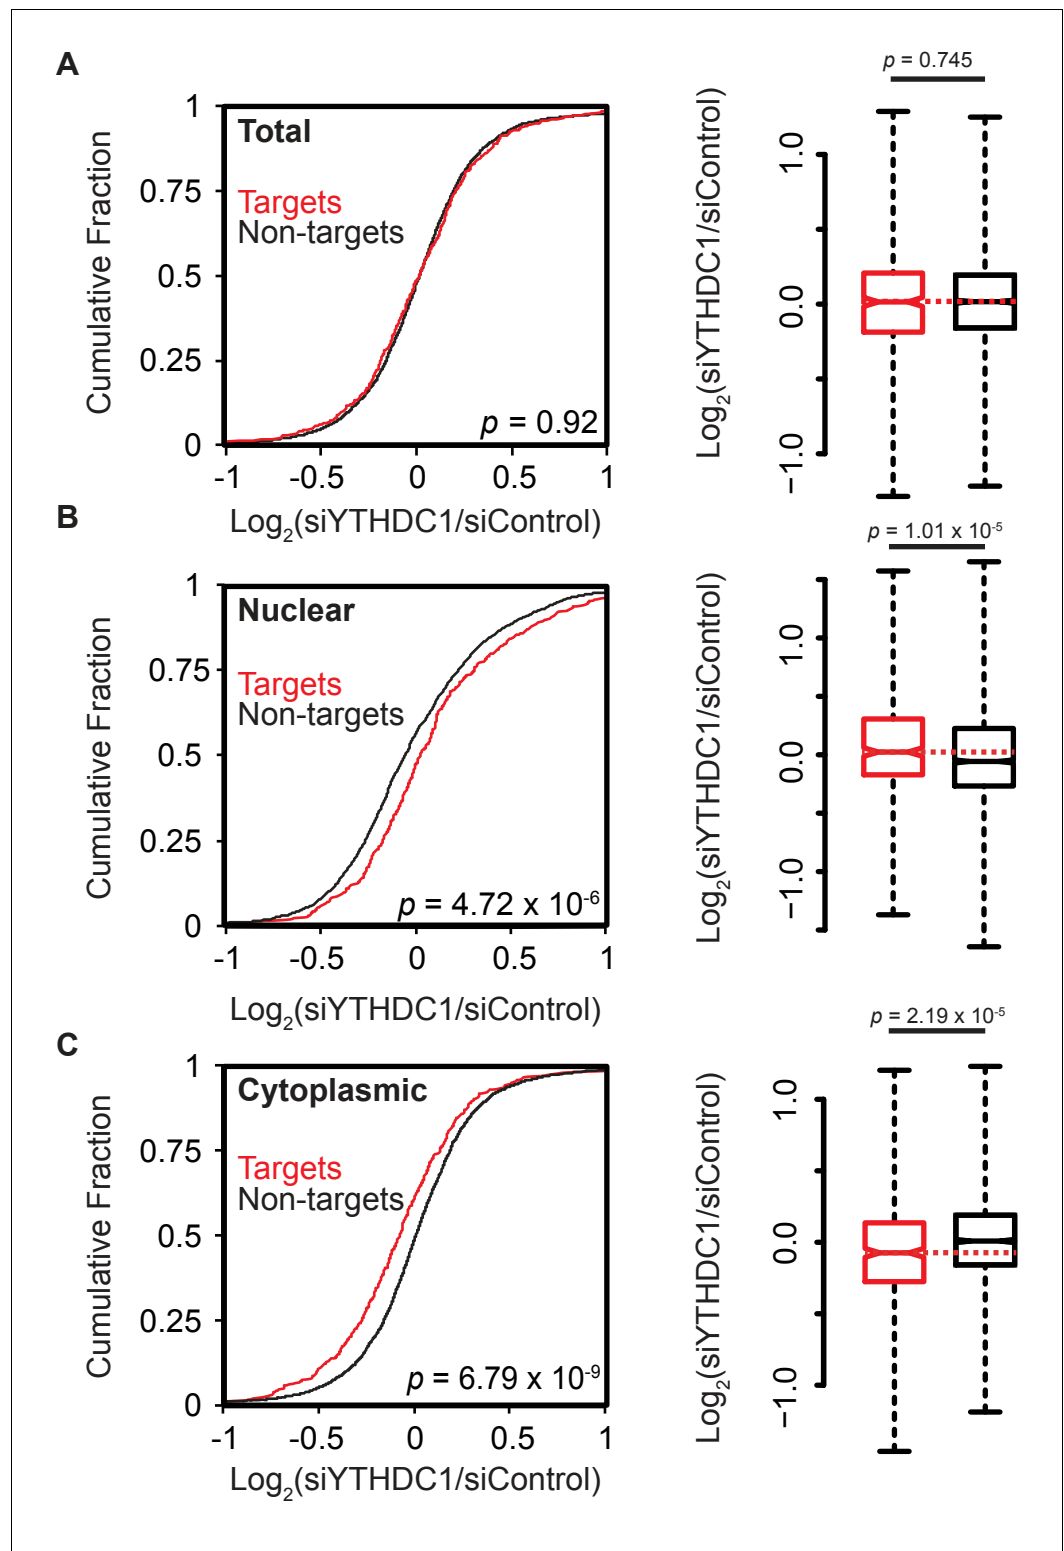 A
Total
Targets
Non-targets
p = 0.92
Cumulative Fraction
1
0.75
0.5
0.25
0
-1 -0.5 0 0.5 1
Log2(siYTHDC1/siControl)
p = 0.745
Log2(siYTHDC1/siControl)
1.0
0.0
−1.0
B
Nuclear
Targets
Non-targets
p = 4.72 x 10-6
Cumulative Fraction
1
0.75
0.5
0.25
0
-1 -0.5 0 0.5 1
Log2(siYTHDC1/siControl)
p = 1.01 x 10-5
Log2(siYTHDC1/siControl)
1.0
0.0
−1.0
C
Cytoplasmic
Targets
Non-targets
p = 6.79 x 10-9
Cumulative Fraction
1
0.75
0.5
0.25
0
-1 -0.5 0 0.5 1
Log2(siYTHDC1/siControl)
p = 2.19 x 10-5
Log2(siYTHDC1/siControl)
1.0
0.0
−1.0